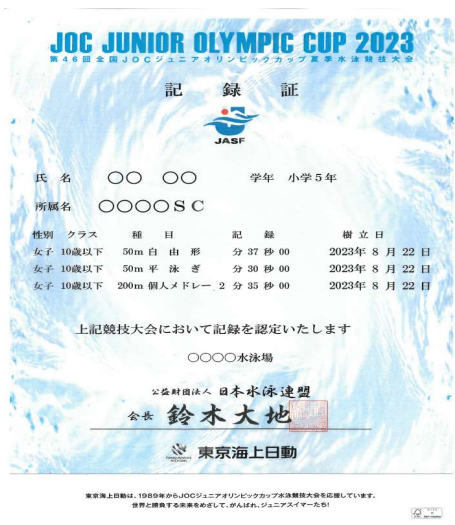 JOC JUNIOR OLYMPIC CUP 2023
第46回全国JOCジュニアオリンピックカップ夏季水泳競技大会
記 録 証
JASF
氏 名 〇〇 〇〇 学年 小学5年
所属名 〇〇〇〇SC
性別 クラス 種 目 記 録 樹 立 日
女子 10歳以下 50m 自 由 形 分 37 秒 00 2023年 8 月 22 日
女子 10歳以下 50m 平 泳 ぎ 分 30 秒 00 2023年 8 月 22 日
女子 10歳以下 200m 個人メドレー 2 分 35 秒 00 2023年 8 月 22 日
上記競技大会において記録を認定いたします
〇〇〇〇水泳場
公益財団法人 日本水泳連盟
会長 鈴木大地
東京海上日動
東京海上日動は、1989年からJOCジュニアオリンピックカップ水泳競技大会を応援しています。
世界と勝負する未来をめざして、がんばれ、ジュニアスイマーたち!